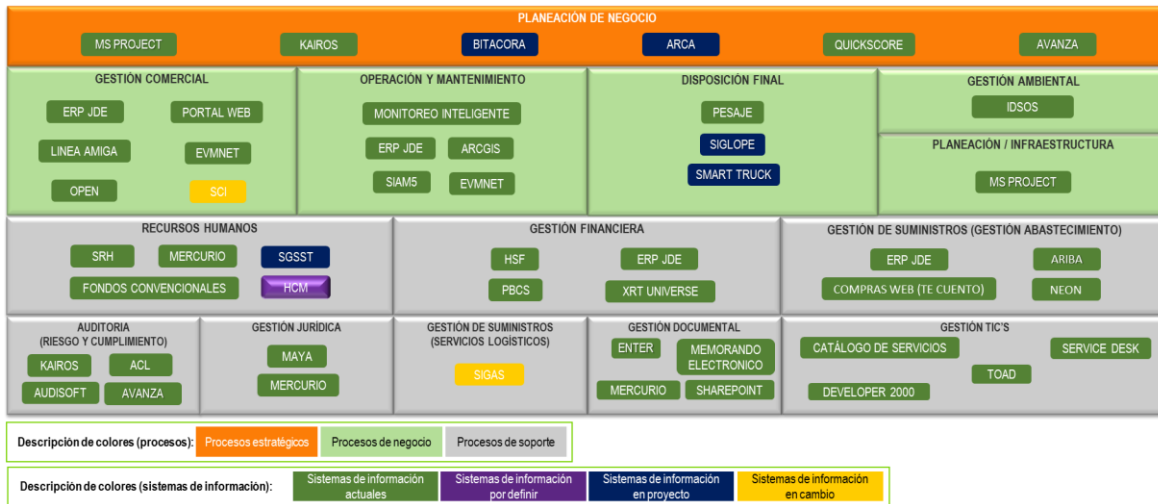 PLANEACIÓN DE NEGOCIO
MS PROJECT
KAIROS
BITACORA
ARCA
QUICKSCORE
AVANZA
GESTIÓN COMERCIAL
ERP JDE
PORTAL WEB
LINEA AMIGA
EVMNET
OPEN
SCI
OPERACIÓN Y MANTENIMIENTO
MONITOREO INTELIGENTE
ERP JDE
ARCGIS
SIAM5
EVMNET
DISPOSICIÓN FINAL
PESAJE
SIGLOPE
SMART TRUCK
GESTIÓN AMBIENTAL
IDSOS
PLANEACIÓN / INFRAESTRUCTURA
MS PROJECT
RECURSOS HUMANOS
SRH
MERCURIO
SGSST
FONDOS CONVENCIONALES
HCM
GESTIÓN FINANCIERA
HSF
ERP JDE
PBCS
XRT UNIVERSE
GESTIÓN DE SUMINISTROS (GESTIÓN ABASTECIMIENTO)
ERP JDE
ARIBA
COMPRAS WEB (TE CUENTO)
NEON
AUDITORIA
(RIESGO Y CUMPLIMIENTO)
KAIROS
ACL
AUDISOFT
AVANZA
GESTIÓN JURÍDICA
MAYA
MERCURIO
GESTIÓN DE SUMINISTROS
(SERVICIOS LOGÍSTICOS)
SIGAS
GESTIÓN DOCUMENTAL
ENTER
MEMORANDO
ELECTRONICO
MERCURIO
SHAREPOINT
GESTIÓN TIC'S
CATÁLOGO DE SERVICIOS
SERVICE DESK
TOAD
DEVELOPER 2000
Descripción de colores (procesos):
Procesos estratégicos
Procesos de negocio
Procesos de soporte
Descripción de colores (sistemas de información):
Sistemas de información
actuales
Sistemas de información
por definir
Sistemas de información
en proyecto
Sistemas de información
en cambio